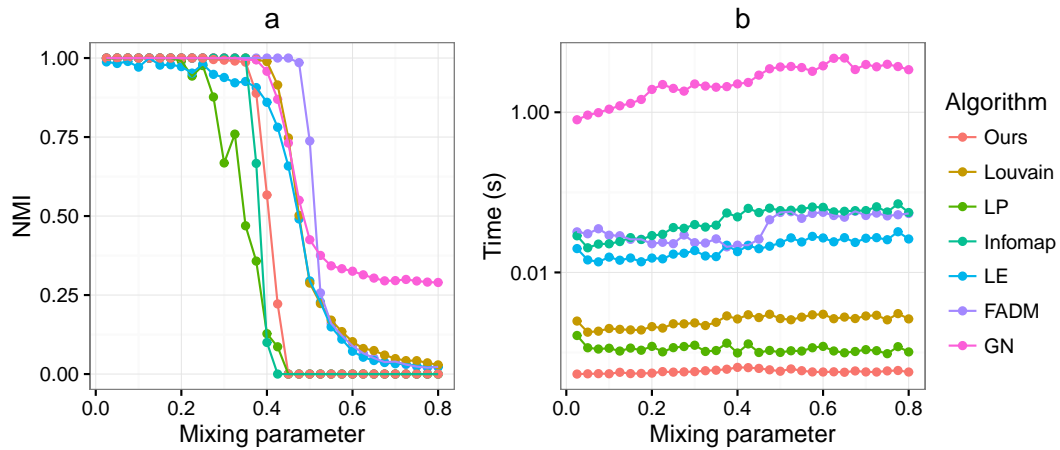 a
NMI
1.00
0.75
0.50
0.25
0.00
0.0 0.2 0.4 0.6 0.8
Mixing parameter
b
Time (s)
1.00
0.01
0.0 0.2 0.4 0.6 0.8
Mixing parameter
Algorithm
Ours
Louvain
LP
Infomap
LE
FADM
GN